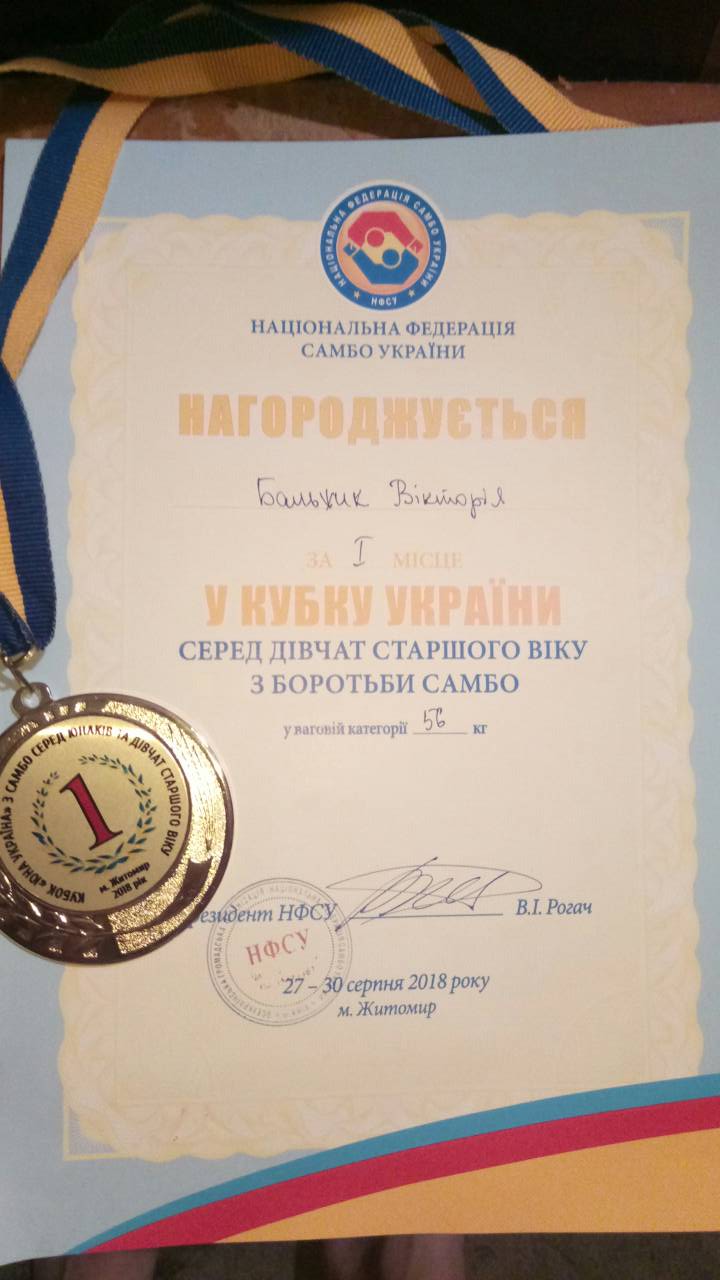 НАЦІОНАЛЬНА ФЕДЕРАЦІЯ САМБО УКРАЇНИ
НФСУ
НАЦІОНАЛЬНА ФЕДЕРАЦІЯ
САМБО УКРАЇНИ
НАГОРОДЖУЄТЬСЯ
Вікторія
ЗА I МІСЦЕ
У КУБКУ УКРАЇНИ
СЕРЕД ДІВЧАТ СТАРШОГО ВІКУ
З БОРОТЬБИ САМБО
у ваговій категорії 56 кг
КУБОК «ЮНА УКРАЇНА» З САМБО СЕРЕД ЮНАКІВ ТА ДІВЧАТ СТАРШОГО ВІКУ
1
м. Житомир
2018 рік
резидент НФСУ В.І. Рогач
НФСУ
27 – 30 серпня 2018 року
м. Житомир